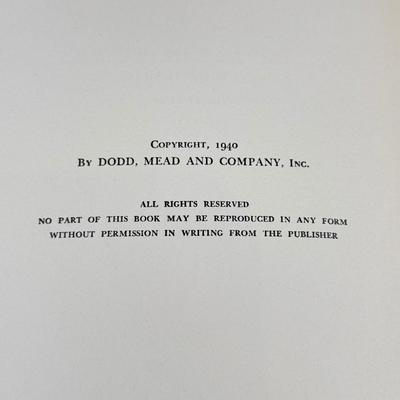 Copyright, 1940
By DODD, MEAD AND COMPANY, Inc.
ALL RIGHTS RESERVED
NO PART OF THIS BOOK MAY BE REPRODUCED IN ANY FORM
WITHOUT PERMISSION IN WRITING FROM THE PUBLISHER